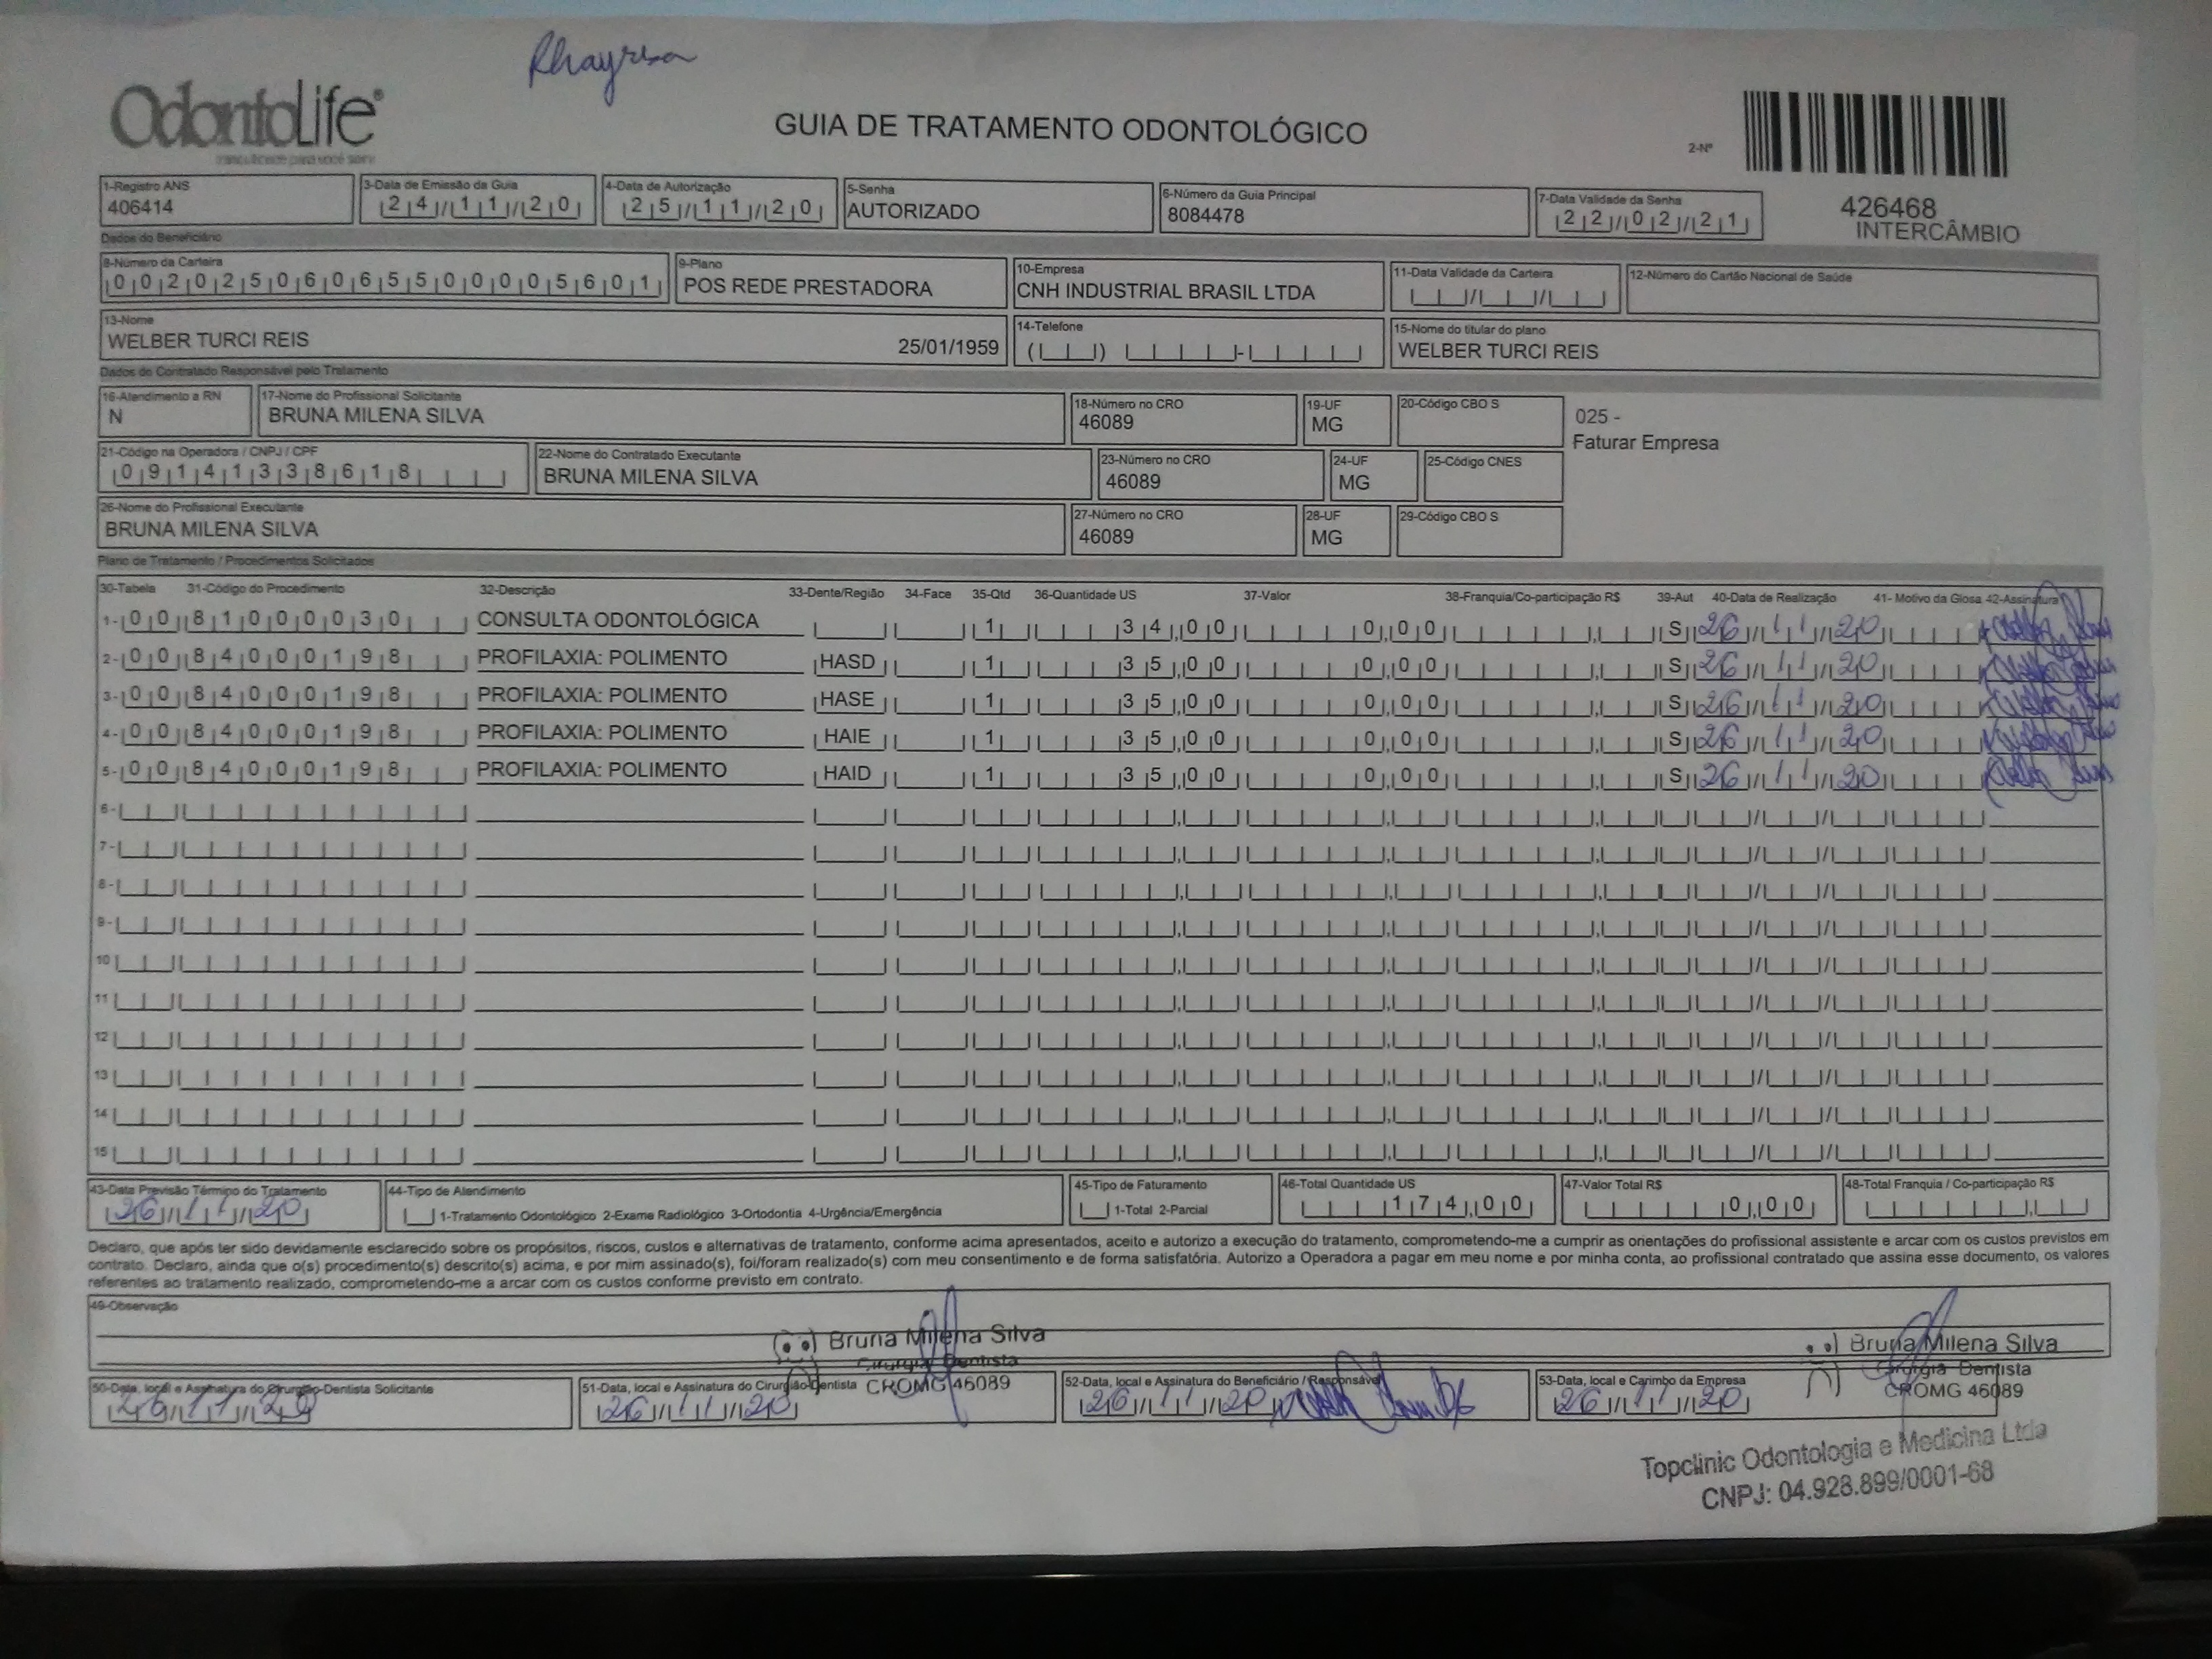 Rhayssa
OdontoLife®
GUIA DE TRATAMENTO ODONTOLÓGICO
2-Nº
426468
INTERCÂMBIO
1-Registro ANS
406414
3-Data de Emissão da Guia
24/11/20
4-Data de Autorização
25/11/20
5-Senha
AUTORIZADO
6-Número da Guia Principal
8084478
7-Data Validade da Senha
22/02/21
Dados do Beneficiário
8-Número da Carteira
00202506065500005601
9-Plano
POS REDE PRESTADORA
10-Empresa
CNH INDUSTRIAL BRASIL LTDA
11-Data Validade da Carteira
12-Número do Cartão Nacional de Saúde
13-Nome
WELBER TURCI REIS 25/01/1959
14-Telefone
15-Nome do titular do plano
WELBER TURCI REIS
Dados do Contratado Responsável pelo Tratamento
16-Atendimento a RN
N
17-Nome do Profissional Solicitante
BRUNA MILENA SILVA
18-Número no CRO
46089
19-UF
MG
20-Código CBO S
025 -
Faturar Empresa
21-Código na Operadora / CNPJ / CPF
09141338618
22-Nome do Contratado Executante
BRUNA MILENA SILVA
23-Número no CRO
46089
24-UF
MG
25-Código CNES
26-Nome do Profissional Executante
BRUNA MILENA SILVA
27-Número no CRO
46089
28-UF
MG
29-Código CBO S
Plano de Tratamento / Procedimentos Solicitados
30-Tabela 31-Código do Procedimento 32-Descrição 33-Dente/Região 34-Face 35-Qtd 36-Quantidade US 37-Valor 38-Franquia/Co-participação R$ 39-Aut 40-Data de Realização 41- Motivo da Glosa 42-Assinatura
1- 00 81000030 CONSULTA ODONTOLÓGICA 1 34,00 0,00 S 26/11/20
2- 00 84000198 PROFILAXIA: POLIMENTO HASD 1 35,00 0,00 S 26/11/20
3- 00 84000198 PROFILAXIA: POLIMENTO HASE 1 35,00 0,00 S 26/11/20
4- 00 84000198 PROFILAXIA: POLIMENTO HAIE 1 35,00 0,00 S 26/11/20
5- 00 84000198 PROFILAXIA: POLIMENTO HAID 1 35,00 0,00 S 26/11/20
6-
7-
8-
9-
10
11
12
13
14
15
43-Data Previsão Término do Tratamento
26/11/20
44-Tipo de Atendimento
1-Tratamento Odontológico 2-Exame Radiológico 3-Ortodontia 4-Urgência/Emergência
45-Tipo de Faturamento
1-Total 2-Parcial
46-Total Quantidade US
174,00
47-Valor Total R$
0,00
48-Total Franquia / Co-participação R$
Declaro, que após ter sido devidamente esclarecido sobre os propósitos, riscos, custos e alternativas de tratamento, conforme acima apresentados, aceito e autorizo a execução do tratamento, comprometendo-me a cumprir as orientações do profissional assistente e arcar com os custos previstos em
contrato. Declaro, ainda que o(s) procedimento(s) descrito(s) acima, e por mim assinado(s), foi/foram realizado(s) com meu consentimento e de forma satisfatória. Autorizo a Operadora a pagar em meu nome e por minha conta, ao profissional contratado que assina esse documento, os valores
referentes ao tratamento realizado, comprometendo-me a arcar com os custos conforme previsto em contrato.
49-Observação
Bruna Milena Silva
Cirurgiã Dentista
CROMG 46089
Bruna Milena Silva
Cirurgiã Dentista
CROMG 46089
50-Data, local e Assinatura do Cirurgião-Dentista Solicitante
26/11/20
51-Data, local e Assinatura do Cirurgião-Dentista
26/11/20
52-Data, local e Assinatura do Beneficiário / Responsável
26/11/20
53-Data, local e Carimbo da Empresa
26/11/20
Topclinic Odontologia e Medicina Ltda
CNPJ: 04.928.899/0001-68